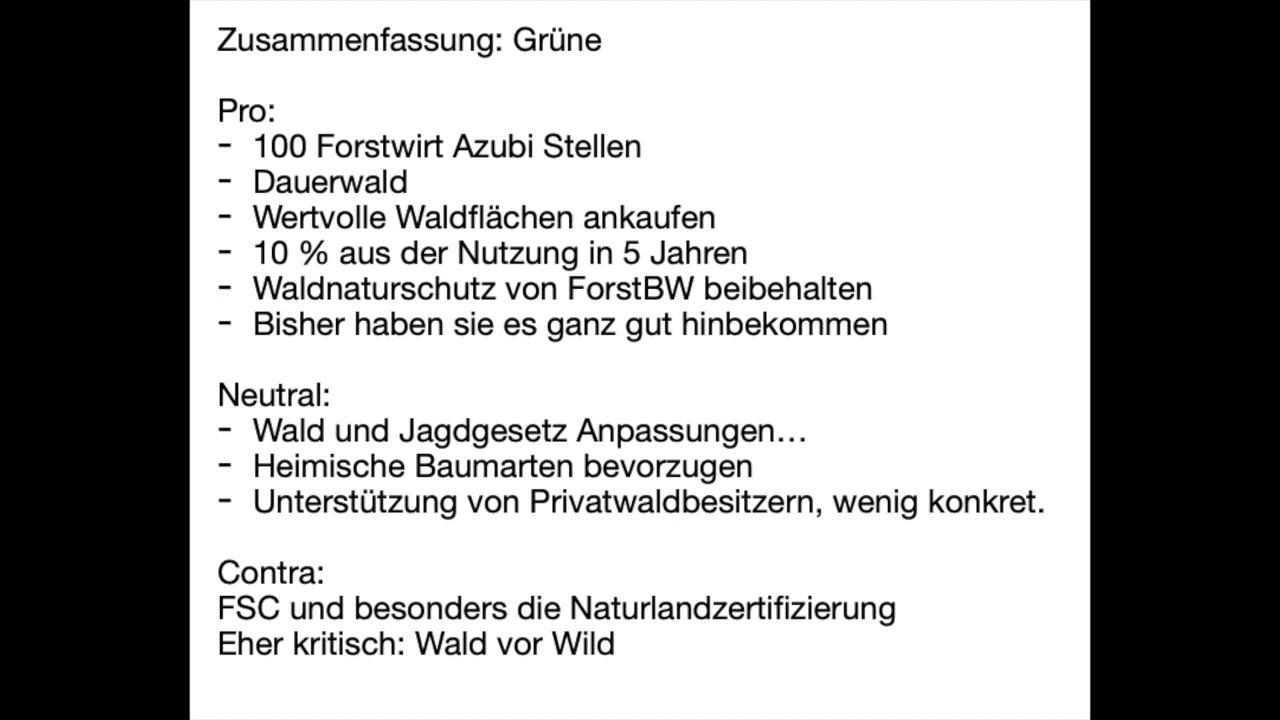 Zusammenfassung: Grüne
Pro:
- 100 Forstwirt Azubi Stellen
- Dauerwald
- Wertvolle Waldflächen ankaufen
- 10 % aus der Nutzung in 5 Jahren
- Waldnaturschutz von ForstBW beibehalten
- Bisher haben sie es ganz gut hinbekommen
Neutral:
- Wald und Jagdgesetz Anpassungen…
- Heimische Baumarten bevorzugen
- Unterstützung von Privatwaldbesitzern, wenig konkret.
Contra:
FSC und besonders die Naturlandzertifizierung
Eher kritisch: Wald vor Wild